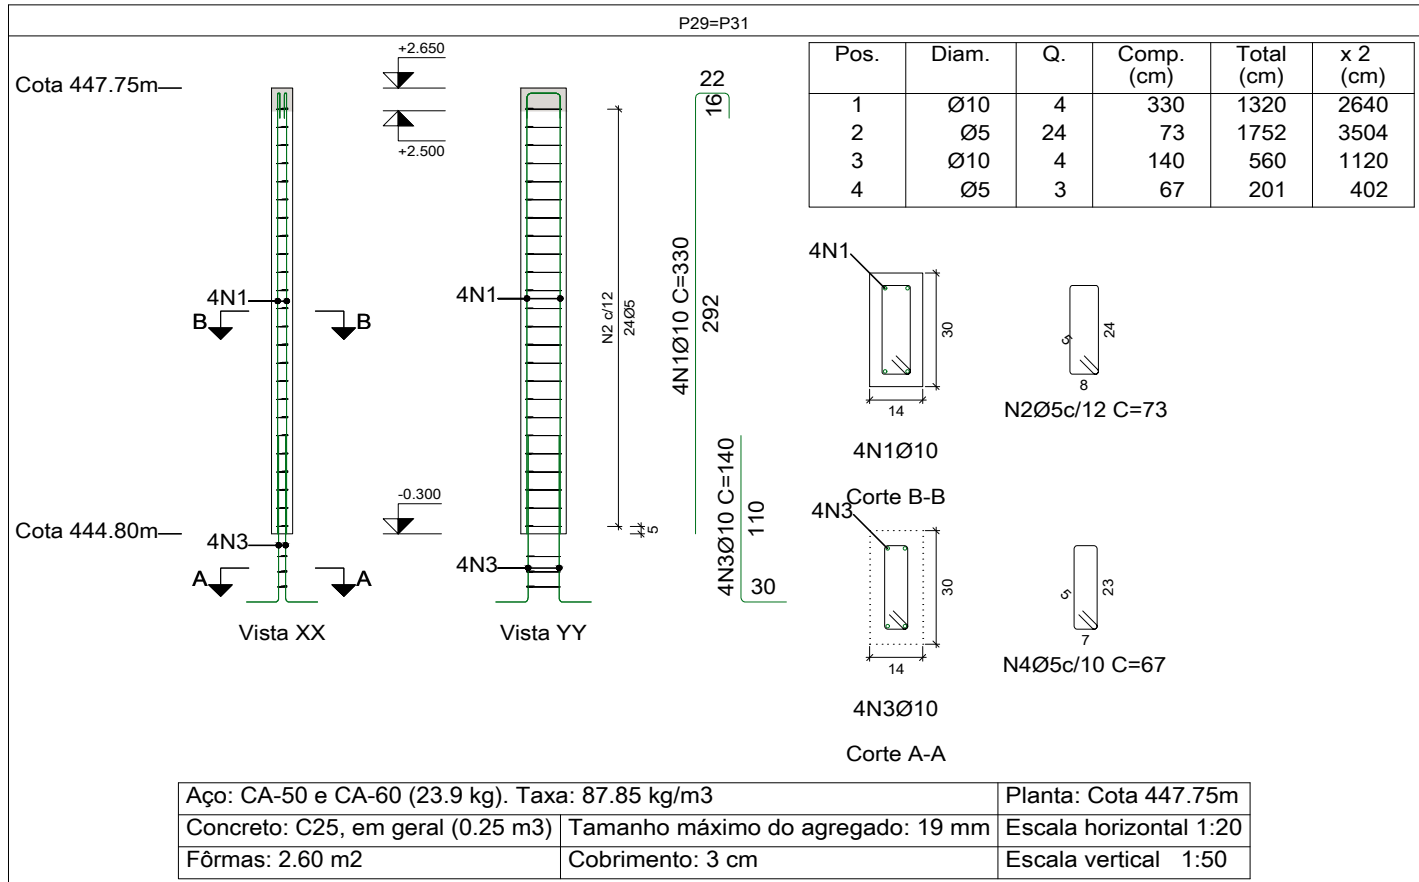 P29=P31
Cota 447.75m
+2.650
+2.500
4N1
B B
4N1
N2 c/12
24Ø5
-0.300
5
Cota 444.80m
4N3
A A
4N3
Vista XX
Vista YY
22
16
4N1Ø10 C=330
292
4N3Ø10 C=140
110
30
Pos. Diam. Q. Comp. (cm) Total (cm) x 2 (cm)
1 Ø10 4 330 1320 2640
2 Ø5 24 73 1752 3504
3 Ø10 4 140 560 1120
4 Ø5 3 67 201 402
4N1
30
14
4N1Ø10
Corte B-B
5
24
8
N2Ø5c/12 C=73
4N3
30
14
4N3Ø10
Corte A-A
5
23
7
N4Ø5c/10 C=67
Aço: CA-50 e CA-60 (23.9 kg). Taxa: 87.85 kg/m3 Planta: Cota 447.75m
Concreto: C25, em geral (0.25 m3) Tamanho máximo do agregado: 19 mm Escala horizontal 1:20
Fôrmas: 2.60 m2 Cobrimento: 3 cm Escala vertical 1:50